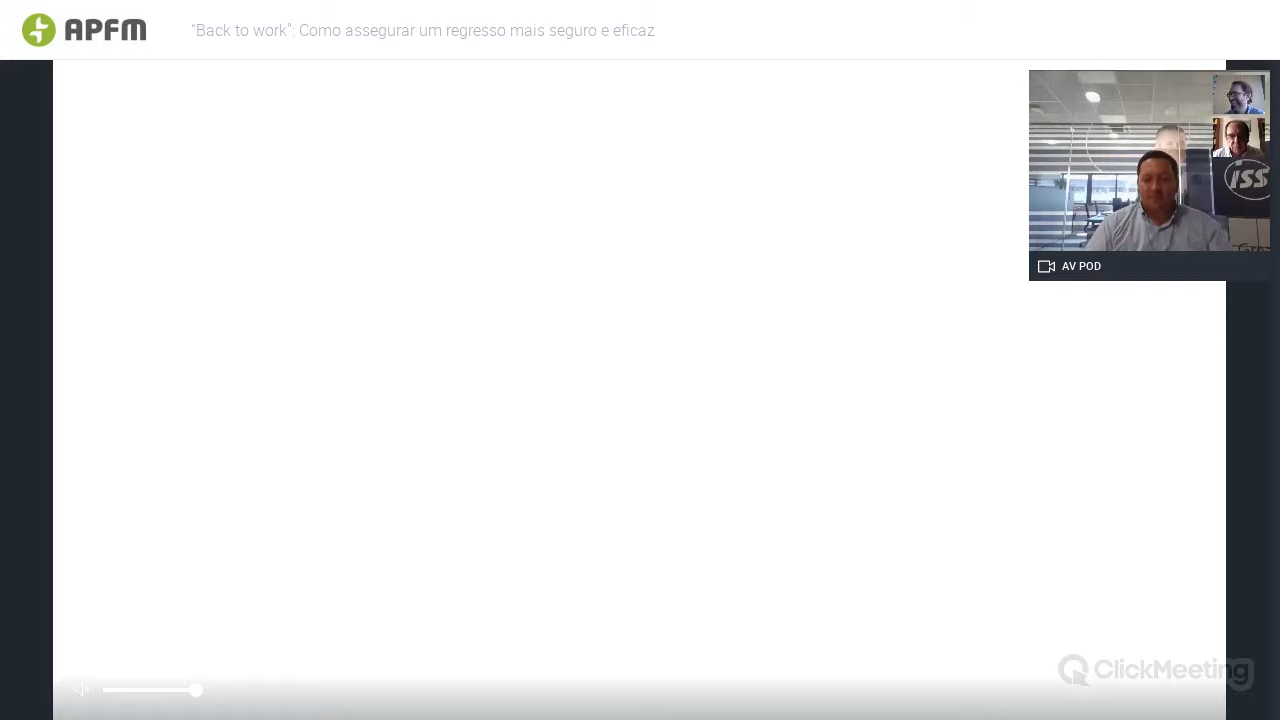 APFM
"Back to work": Como assegurar um regresso mais seguro e eficaz
ISS
AV POD
ClickMeeting